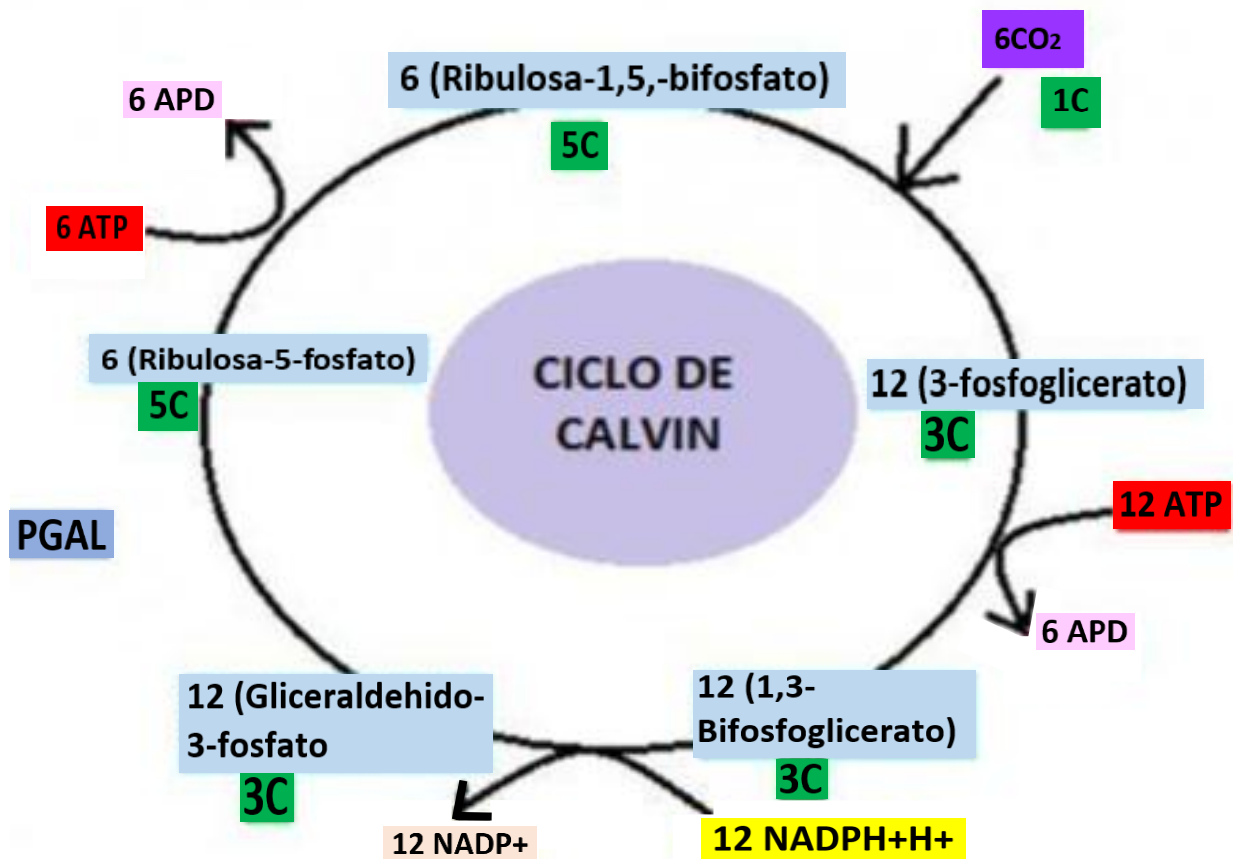 6CO₂
1C
6 (Ribulosa-1,5,-bifosfato)
5C
6 APD
6 ATP
6 (Ribulosa-5-fosfato)
5C
CICLO DE
CALVIN
12 (3-fosfoglicerato)
3C
12 ATP
6 APD
PGAL
12 (Gliceraldehido-
3-fosfato
3C
12 (1,3-
Bifosfoglicerato)
3C
12 NADP+
12 NADPH+H+